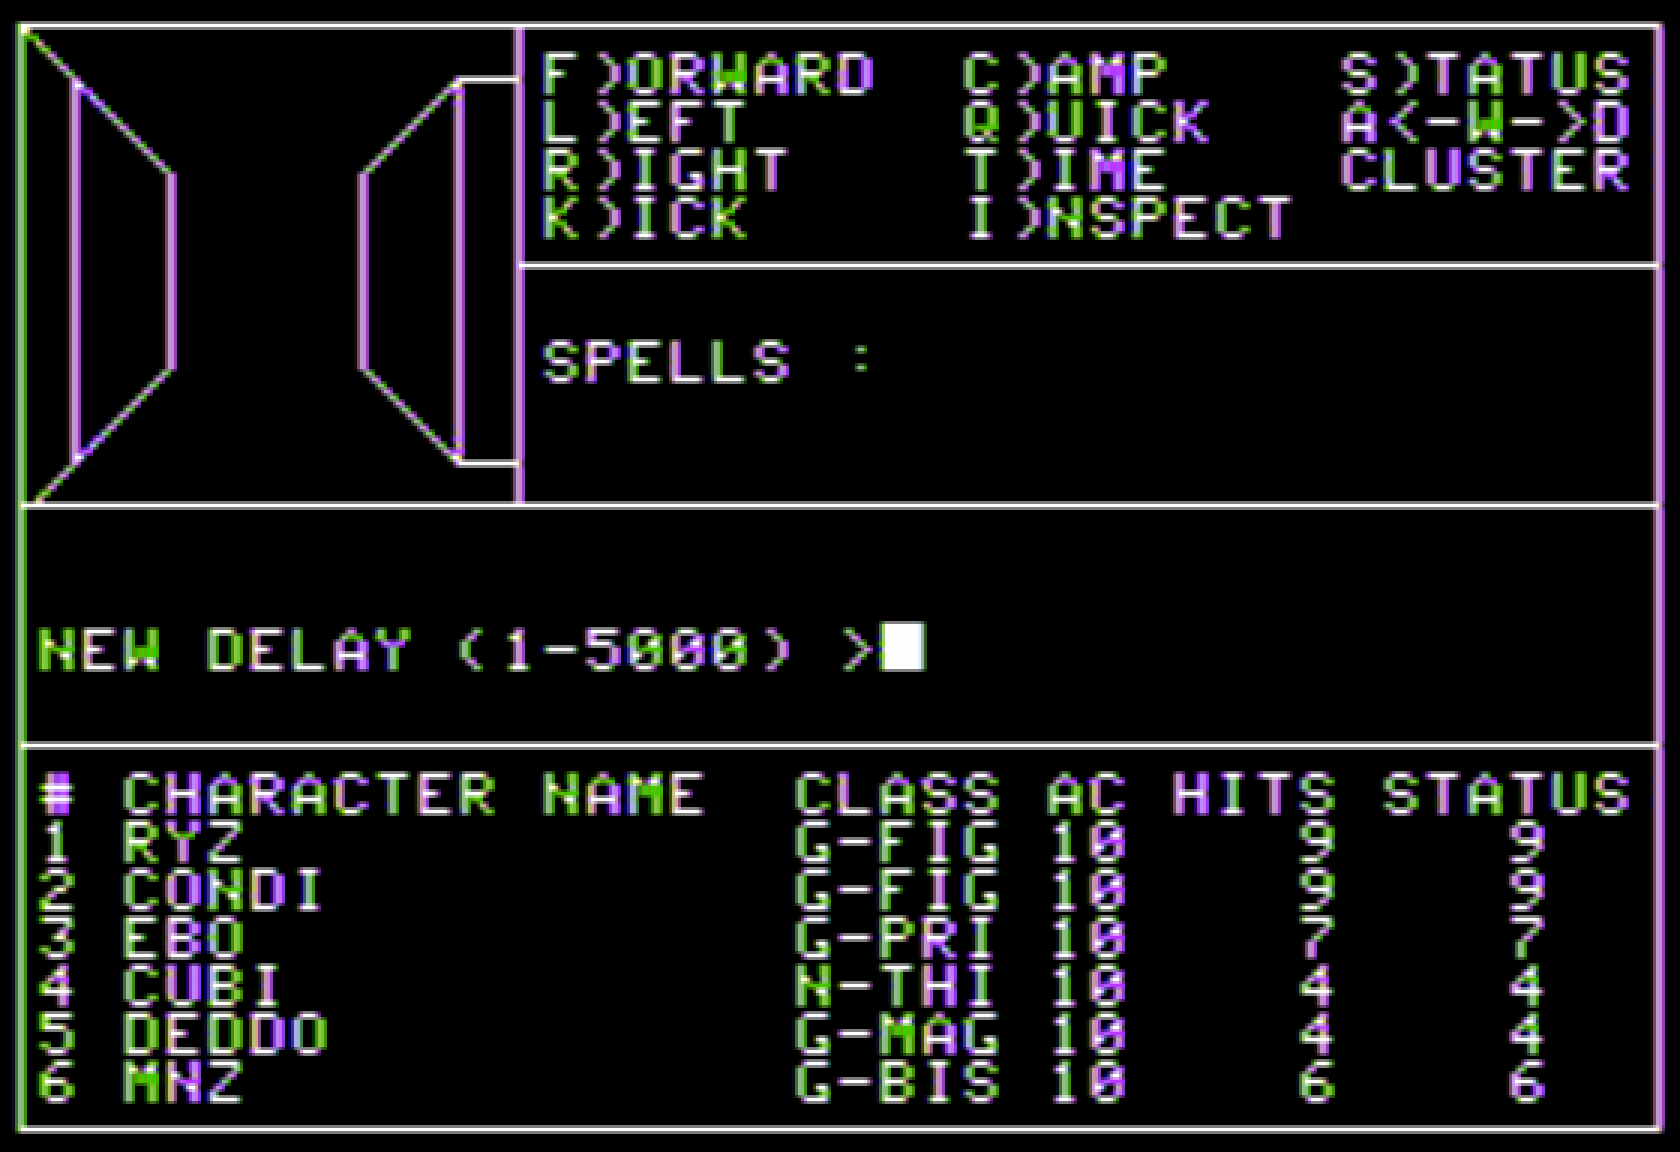 F)ORWARD C)AMP S)TATUS
L)EFT Q)UICK A<-W->D
R)IGHT T)IME CLUSTER
K)ICK I)NSPECT
SPELLS :
NEW DELAY (1-5000) >
# CHARACTER NAME CLASS AC HITS STATUS
1 RYZ G-FIG 10 9 9
2 CONDI G-FIG 10 9 9
3 EBO G-PRI 10 7 7
4 CUBI N-THI 10 4 4
5 DEDDO G-MAG 10 4 4
6 MNZ G-BIS 10 6 6